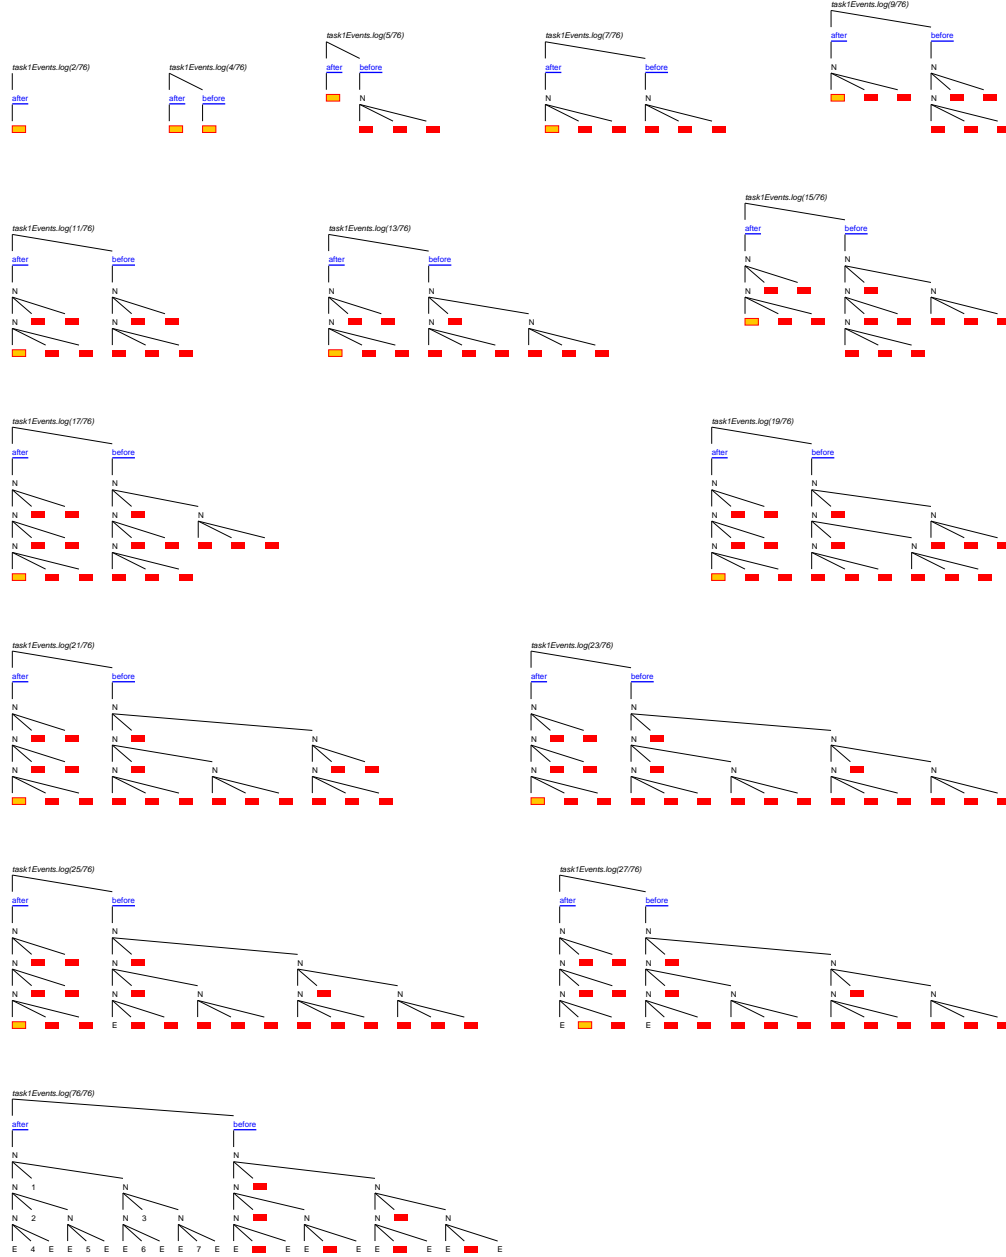 task1Events.log(2/76)
after
task1Events.log(4/76)
after before
task1Events.log(5/76)
after before
N
task1Events.log(7/76)
after before
N N
task1Events.log(9/76)
after before
N N
N
task1Events.log(11/76)
after before
N N
N N
task1Events.log(13/76)
after before
N N
N N N
task1Events.log(15/76)
after before
N N
N N N
N
task1Events.log(17/76)
after before
N N
N N N
N N
task1Events.log(19/76)
after before
N N
N N N
N N N
task1Events.log(21/76)
after before
N N
N N N
N N N N
task1Events.log(23/76)
after before
N N
N N N
N N N N N
task1Events.log(25/76)
after before
N N
N N N
N N N N N
E
task1Events.log(27/76)
after before
N N
N N N
N N N N N
E E
task1Events.log(76/76)
after before
N N
N 1 N N N
N 2 N N 3 N N N N N
E 4 E E 5 E E 6 E E 7 E E E E E E E E E